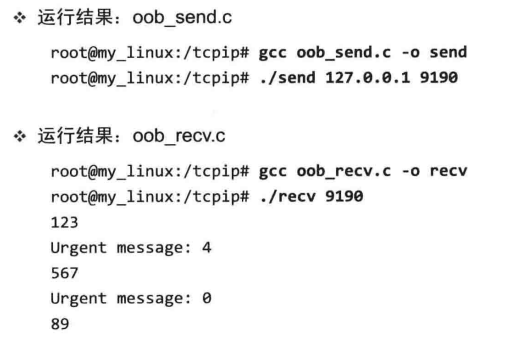 ❖ 运行结果：oob_send.c
root@my_linux:/tcpip# gcc oob_send.c -o send
root@my_linux:/tcpip# ./send 127.0.0.1 9190
❖ 运行结果：oob_recv.c
root@my_linux:/tcpip# gcc oob_recv.c -o recv
root@my_linux:/tcpip# ./recv 9190
123
Urgent message: 4
567
Urgent message: 0
89